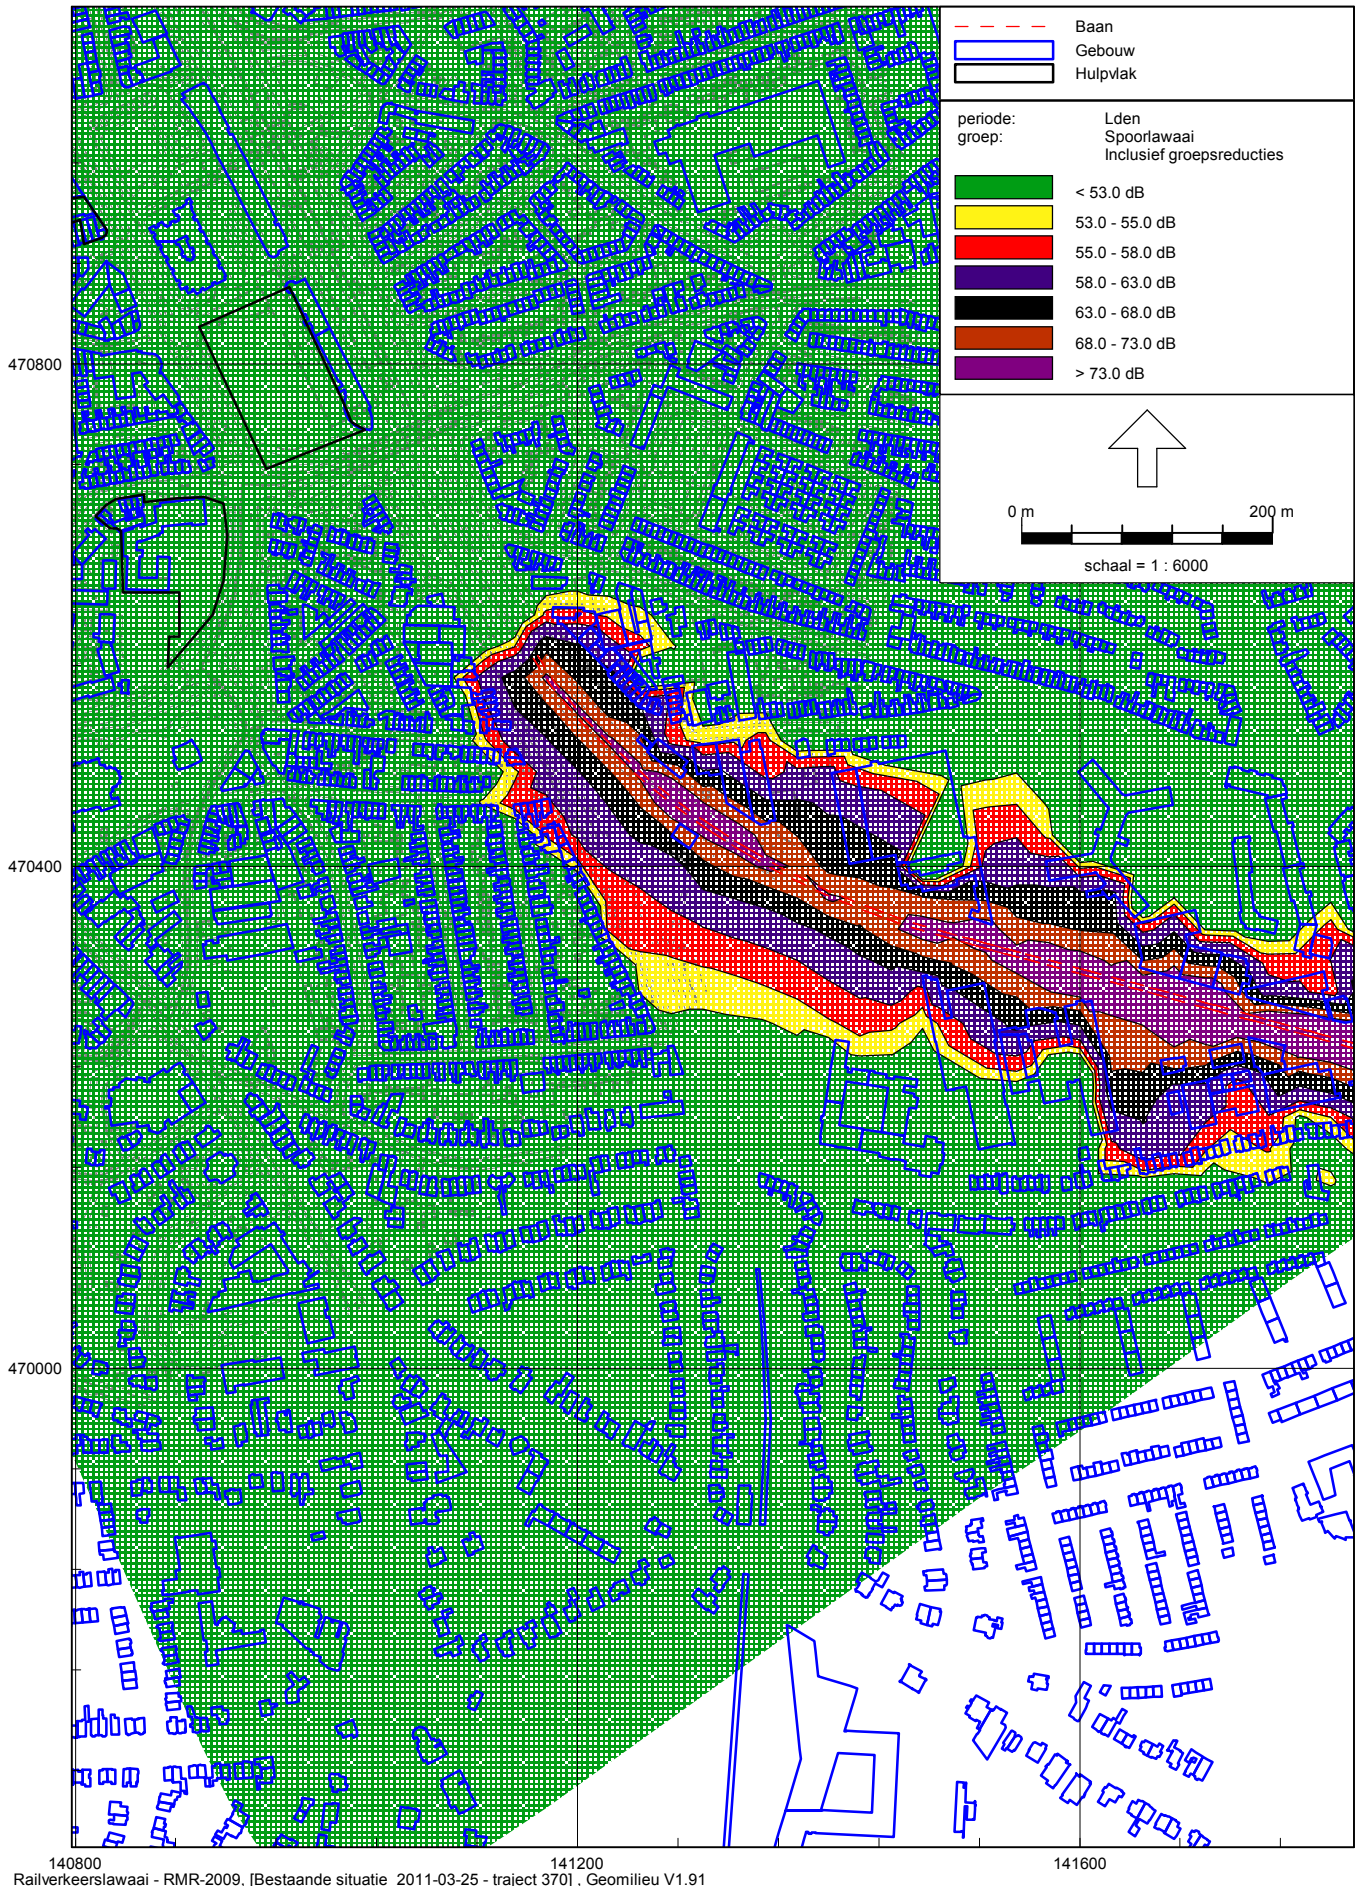 Baan
Gebouw
Hulpvlak
periode: Lden
groep: Spoorlawaai
Inclusief groepsreducties
< 53.0 dB
53.0 - 55.0 dB
55.0 - 58.0 dB
58.0 - 63.0 dB
63.0 - 68.0 dB
68.0 - 73.0 dB
> 73.0 dB
0 m 200 m
schaal = 1 : 6000
470800
470400
470000
140800 141200 141600
Railverkeerslawaai - RMR-2009, [Bestaande situatie_2011-03-25 - traject 370] , Geomilieu V1.91